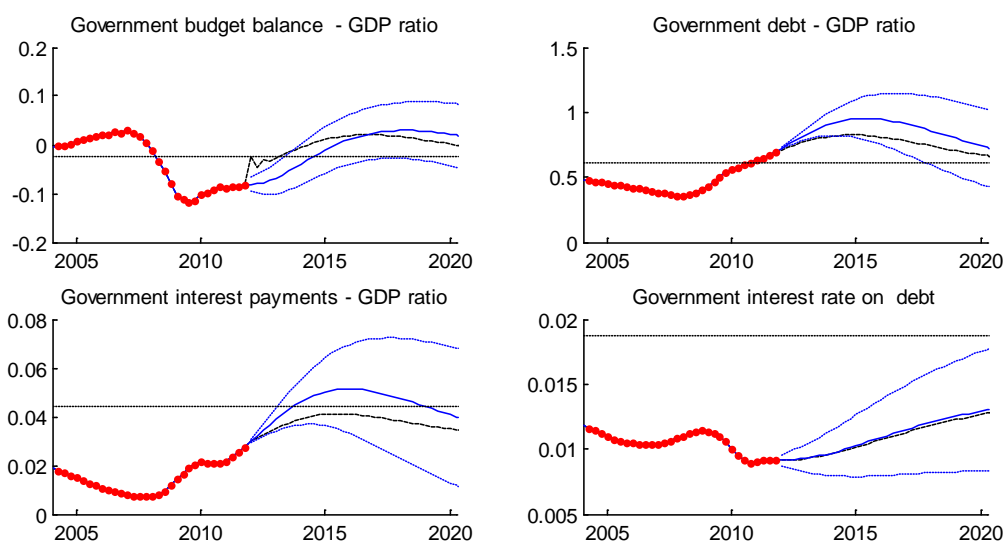 Government budget balance - GDP ratio
0.2
0.1
0
-0.1
-0.2
2005 2010 2015 2020
Government debt - GDP ratio
1.5
1
0.5
0
2005 2010 2015 2020
Government interest payments - GDP ratio
0.08
0.06
0.04
0.02
0
2005 2010 2015 2020
Government interest rate on debt
0.02
0.015
0.01
0.005
2005 2010 2015 2020